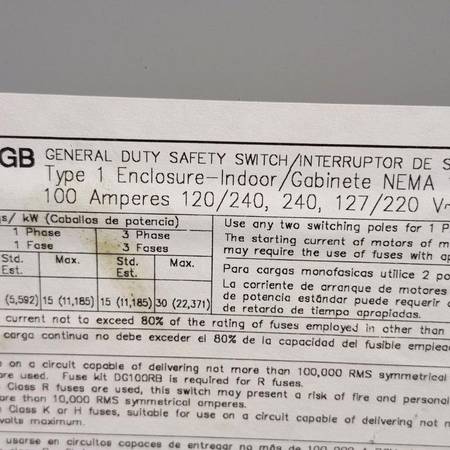 GB GENERAL DUTY SAFETY SWITCH/INTERRUPTOR DE S
Type 1 Enclosure-Indoor/Gabinete NEMA
100 Amperes 120/240, 240, 127/220 V
/ kW (Caballos de potencia)
1 Phase 3 Phase
1 Fase 3 Fases
Std. Est. Max. Std. Est. Max.
(5,592) 15 (11,185) 15 (11,185) 30 (22,371)
Use any two switching poles for 1 P
The starting current of motors of m
may require the use of fuses with ap
Para cargas monofasicas utilice 2 po
La corriente de arranque de motores
de potencia estándar puede requerir
de retardo de tiempo apropiadas.
current not to exceed 80% of the rating of fuses employed in other than
carga continua no debe exceder el 80% de la capacidad del fusible emplead
on a circuit capable of delivering not more than 100,000 RMS symmetrical
are used. Fuse kit DG100RB is required for R fuses.
Class R fuses are used, this switch may present a risk of fire and personal
than 10,000 RMS symmetrical amperes.
Class K or H fuses, suitable for use on a circuit capable of delivering not m
volts maximum.
usarse en circuitos capaces de entregar no más de 100,000